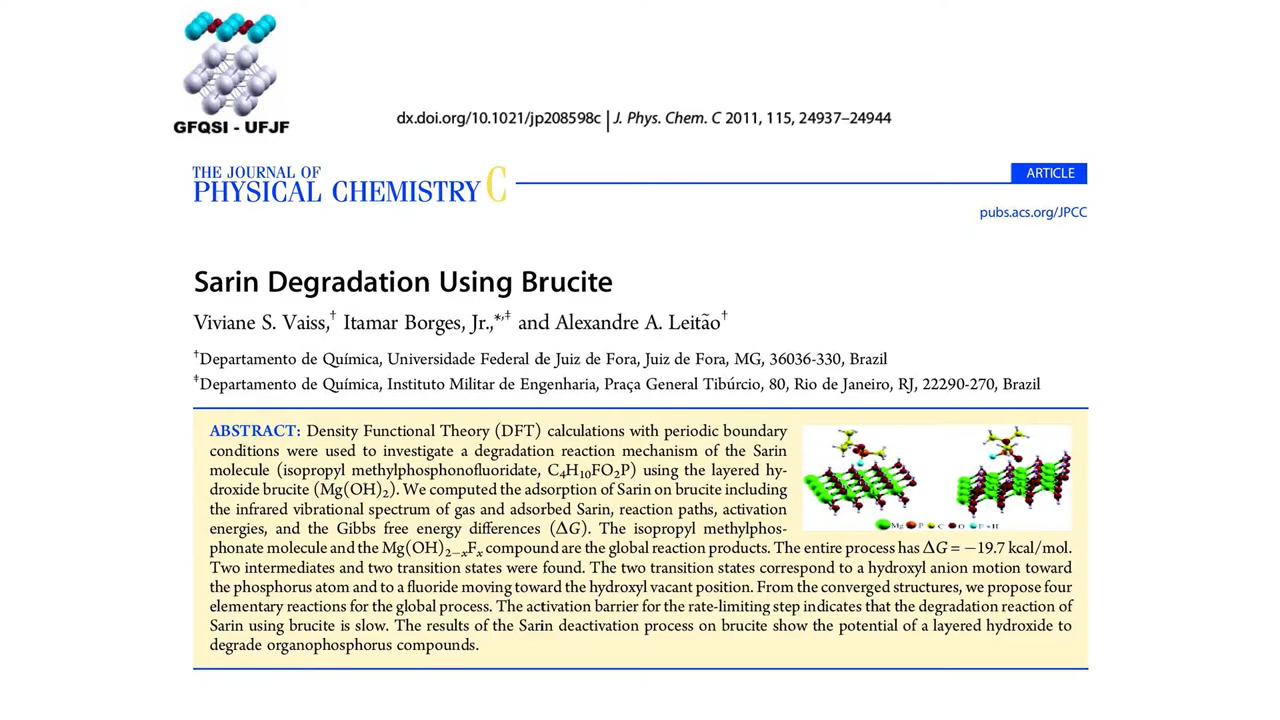 GFQSI - UFJF
dx.doi.org/10.1021/jp208598c | J. Phys. Chem. C 2011, 115, 24937–24944
THE JOURNAL OF
PHYSICAL CHEMISTRY C
ARTICLE
pubs.acs.org/JPCC
Sarin Degradation Using Brucite
Viviane S. Vaiss,† Itamar Borges, Jr.,*,‡ and Alexandre A. Leitão†
†Departamento de Química, Universidade Federal de Juiz de Fora, Juiz de Fora, MG, 36036-330, Brazil
‡Departamento de Química, Instituto Militar de Engenharia, Praça General Tibúrcio, 80, Rio de Janeiro, RJ, 22290-270, Brazil
ABSTRACT: Density Functional Theory (DFT) calculations with periodic boundary
conditions were used to investigate a degradation reaction mechanism of the Sarin
molecule (isopropyl methylphosphonofluoridate, C₄H₁₀FO₂P) using the layered hy-
droxide brucite (Mg(OH)₂). We computed the adsorption of Sarin on brucite including
the infrared vibrational spectrum of gas and adsorbed Sarin, reaction paths, activation
energies, and the Gibbs free energy differences (ΔG). The isopropyl methylphos-
phonate molecule and the Mg(OH)₂₋ₓFₓ compound are the global reaction products. The entire process has ΔG = −19.7 kcal/mol.
Two intermediates and two transition states were found. The two transition states correspond to a hydroxyl anion motion toward
the phosphorus atom and to a fluoride moving toward the hydroxyl vacant position. From the converged structures, we propose four
elementary reactions for the global process. The activation barrier for the rate-limiting step indicates that the degradation reaction of
Sarin using brucite is slow. The results of the Sarin deactivation process on brucite show the potential of a layered hydroxide to
degrade organophosphorus compounds.
Mg P C O F H